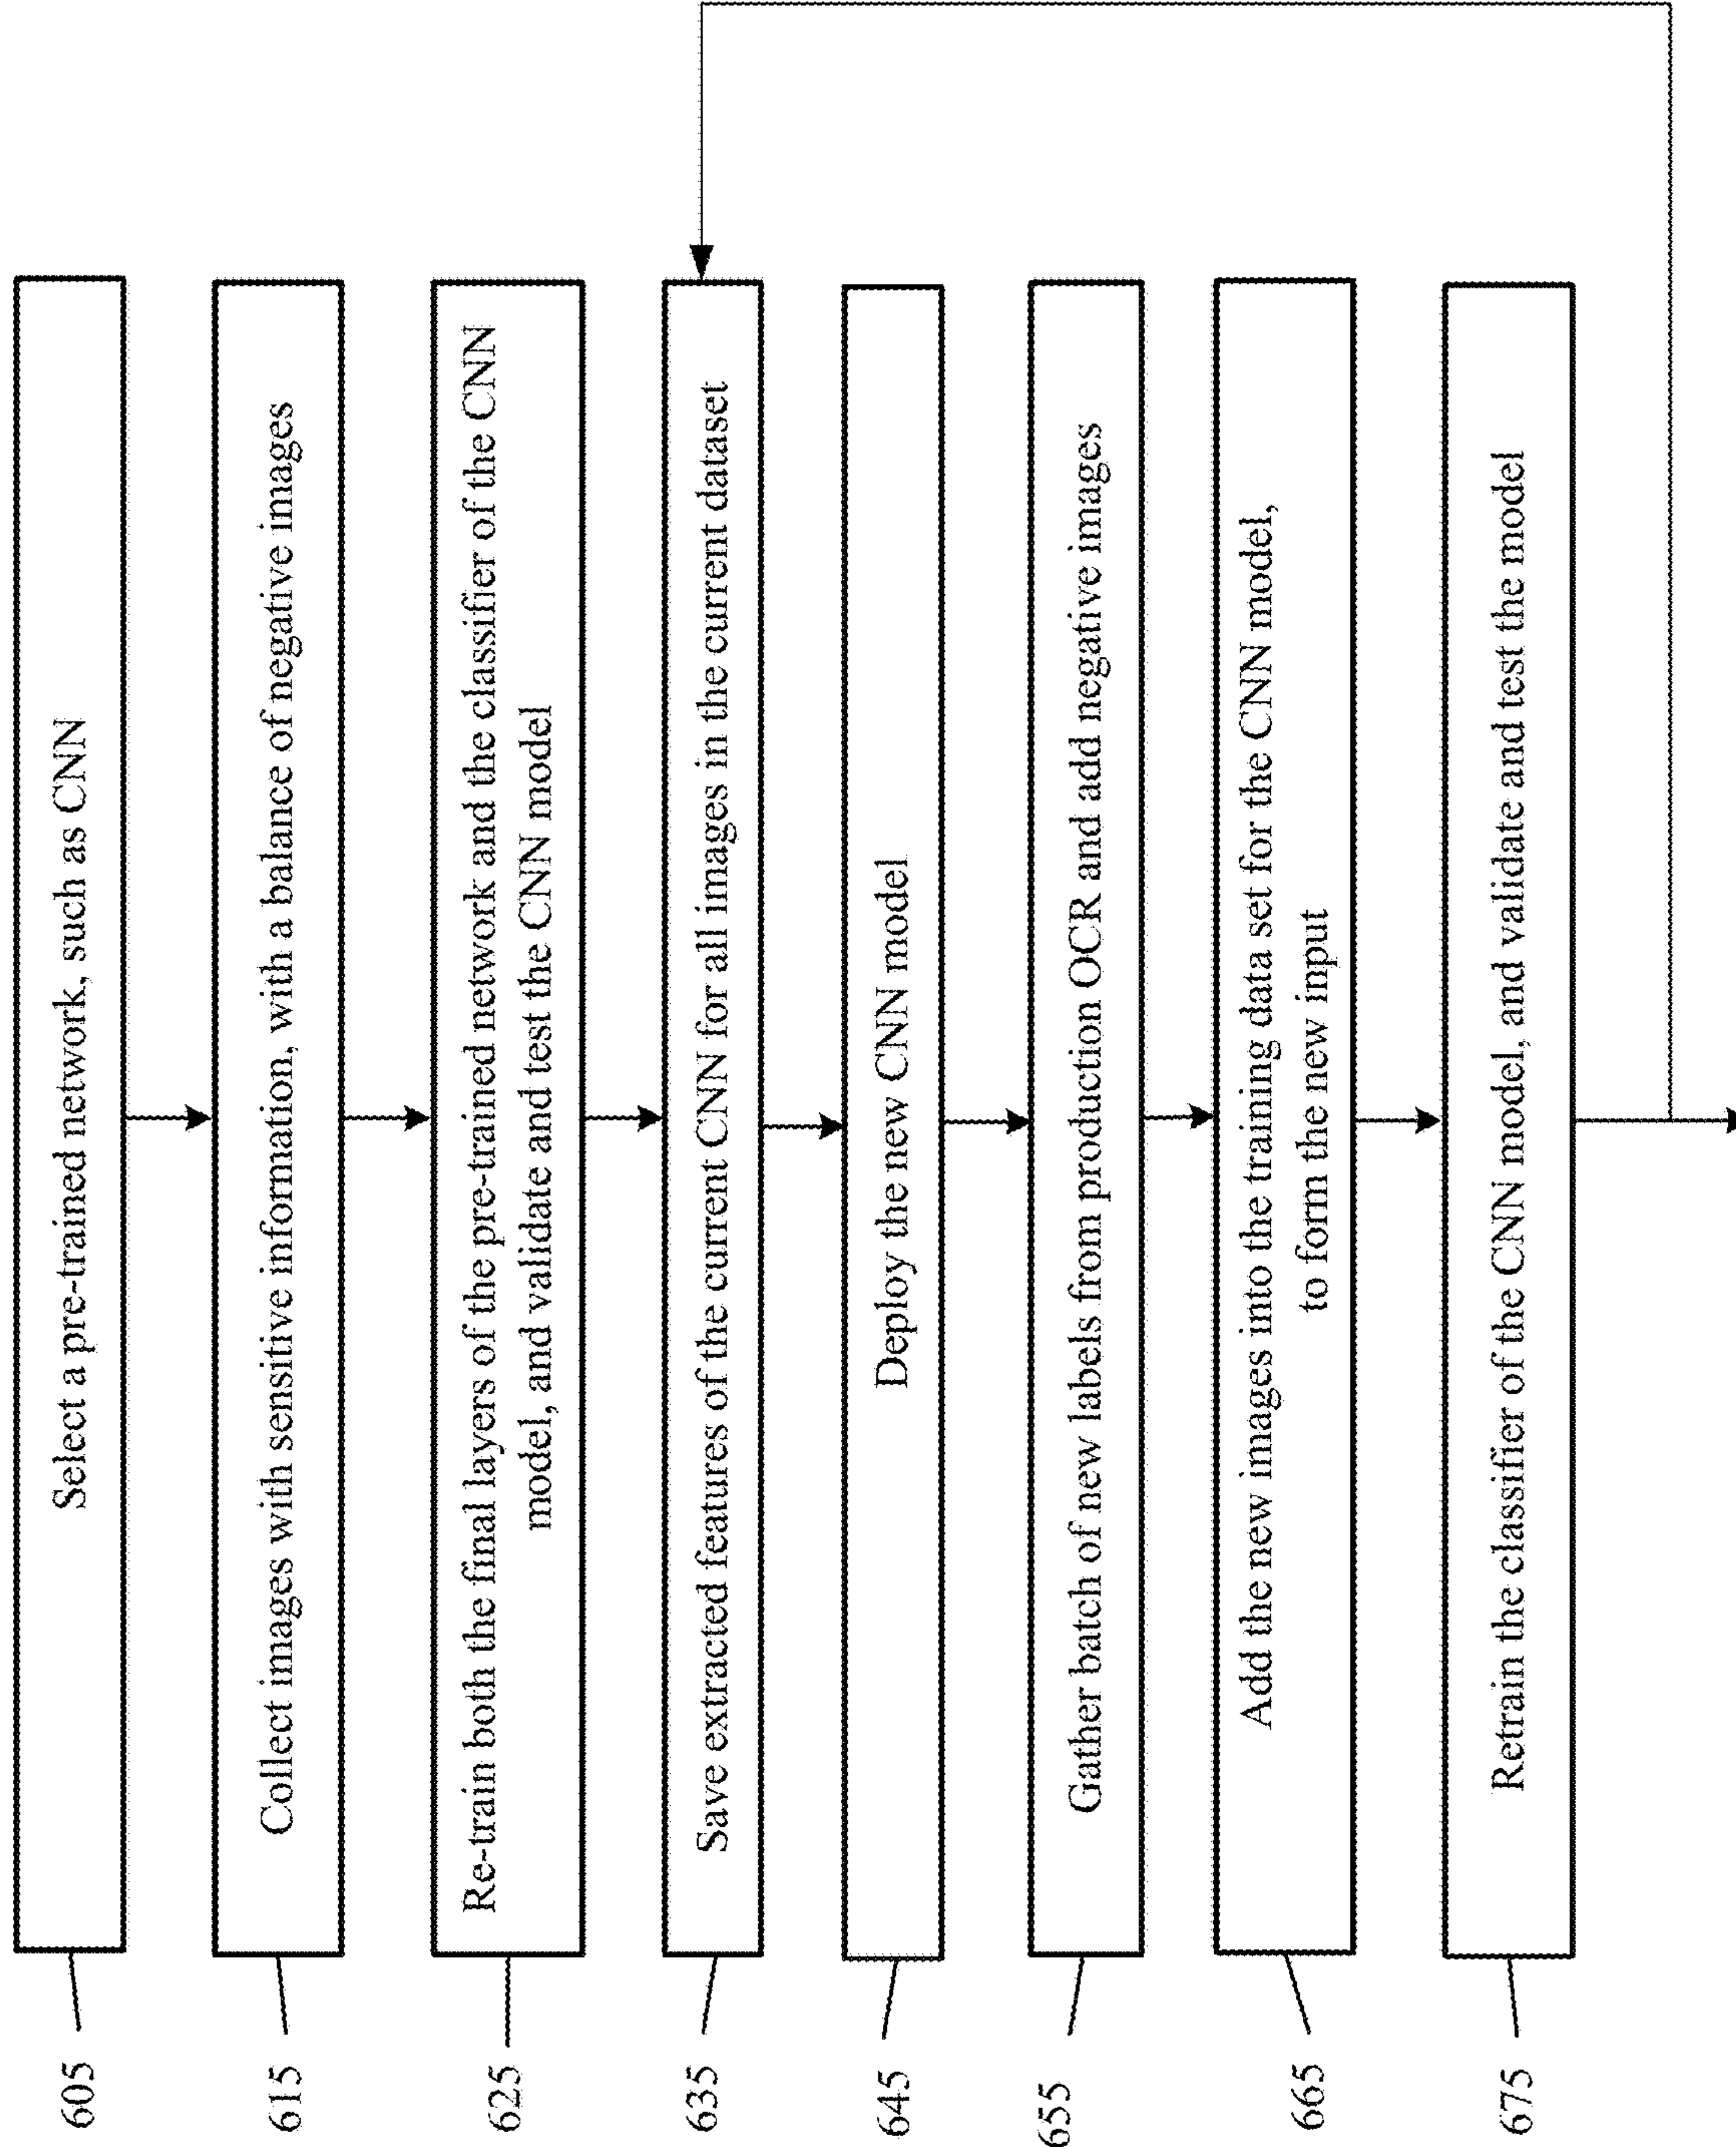 605
Select a pre-trained network, such as CNN
615
Collect images with sensitive information, with a balance of negative images
625
Re-train both the final layers of the pre-trained network and the classifier of the CNN
model, and validate and test the CNN model
635
Save extracted features of the current CNN for all images in the current dataset
645
Deploy the new CNN model
655
Gather batch of new labels from production OCR and add negative images
665
Add the new images into the training data set for the CNN model,
to form the new input
675
Retrain the classifier of the CNN model, and validate and test the model